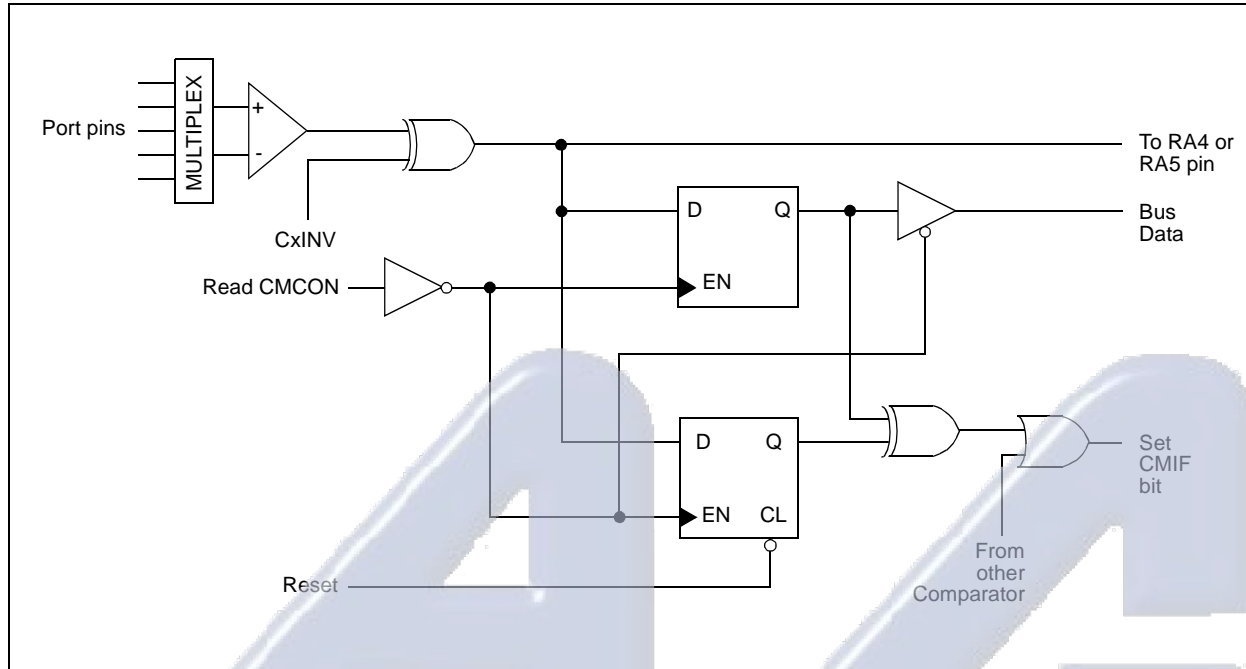 MULTIPLEX
Port pins
+
-
CxINV
To RA4 or
RA5 pin
D
Q
EN
Bus
Data
Read CMCON
D
Q
EN
CL
Set
CMIF
bit
From
other
Comparator
Reset